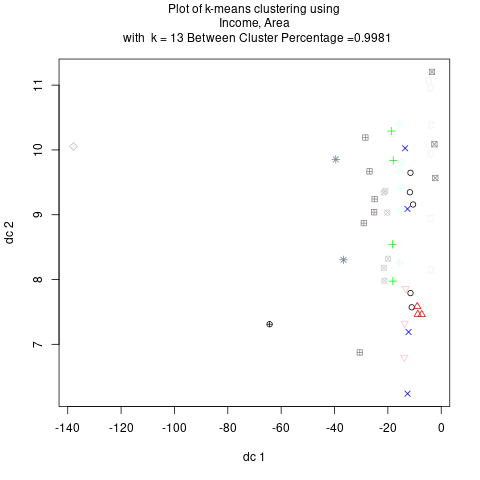 Plot of k-means clustering using
Income, Area
with k = 13 Between Cluster Percentage =0.9981
11
10
9
8
7
dc 2
-140
-120
-100
-80
-60
-40
-20
0
dc 1